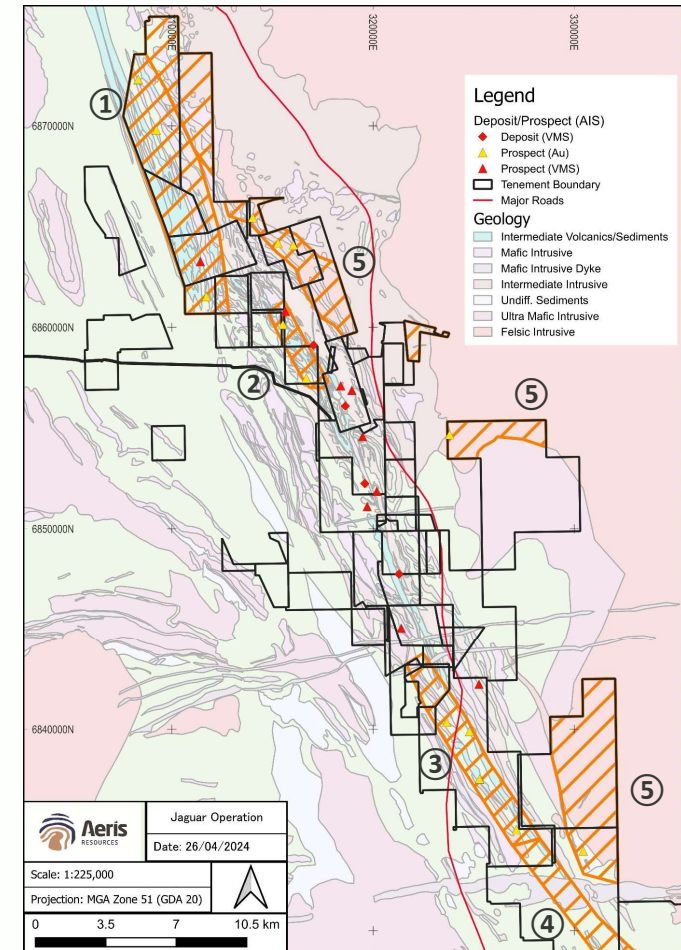 310000E
320000E
330000E
①
6870000N
Legend
Deposit/Prospect (AIS)
Deposit (VMS)
Prospect (Au)
Prospect (VMS)
Tenement Boundary
Major Roads
Geology
Intermediate Volcanics/Sediments
Mafic Intrusive
Mafic Intrusive Dyke
Intermediate Intrusive
Undiff. Sediments
Ultra Mafic Intrusive
Felsic Intrusive
⑤
6860000N
②
⑤
6850000N
6840000N
③
⑤
Aeris
RESOURCES
Jaguar Operation
Date: 26/04/2024
Scale: 1:225,000
Projection: MGA Zone 51 (GDA 20)
0 3.5 7 10.5 km
④